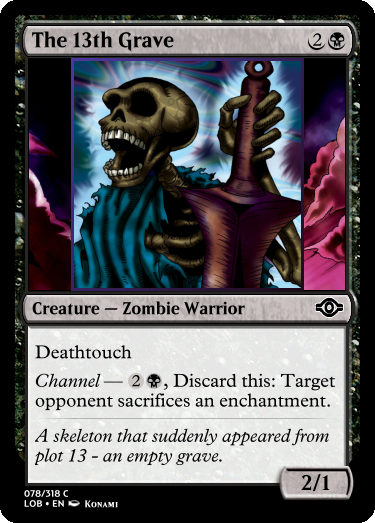 The 13th Grave 2
Creature — Zombie Warrior
Deathtouch
Channel — 2, Discard this: Target
opponent sacrifices an enchantment.
A skeleton that suddenly appeared from
plot 13 - an empty grave.
2/1
078/318 C
LOB • EN Konami